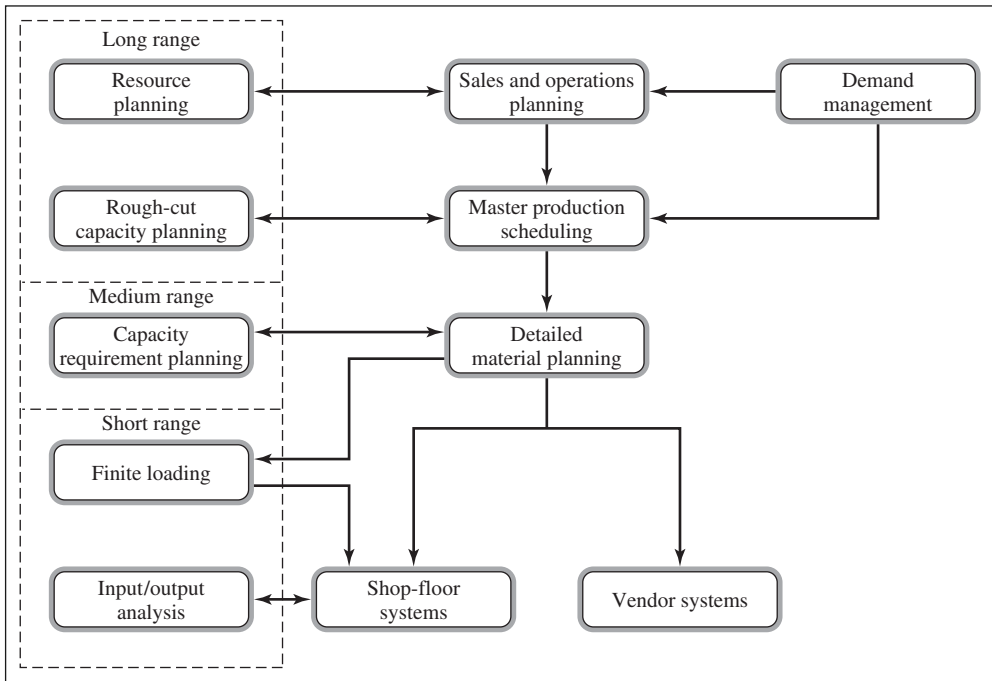 Long range
Resource
planning
Sales and operations
planning
Demand
management
Rough-cut
capacity planning
Master production
scheduling
Medium range
Capacity
requirement planning
Detailed
material planning
Short range
Finite loading
Input/output
analysis
Shop-floor
systems
Vendor systems